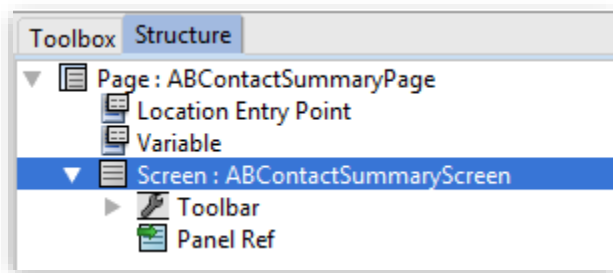 Toolbox Structure
Page : ABContactSummaryPage
Location Entry Point
Variable
Screen : ABContactSummaryScreen
Toolbar
Panel Ref